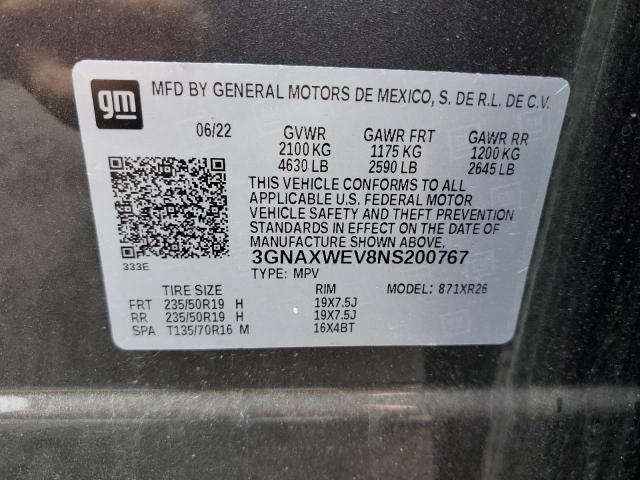 gm
MFD BY GENERAL MOTORS DE MEXICO, S. DE R.L. DE C.V.
06/22 GVWR GAWR FRT GAWR RR
2100 KG 1175 KG 1200 KG
4630 LB 2590 LB 2645 LB
THIS VEHICLE CONFORMS TO ALL
APPLICABLE U.S. FEDERAL MOTOR
VEHICLE SAFETY AND THEFT PREVENTION
STANDARDS IN EFFECT ON THE DATE OF
MANUFACTURE SHOWN ABOVE.
333E
3GNAXWEV8NS200767
TYPE: MPV MODEL: 871XR26
TIRE SIZE RIM
FRT 235/50R19 H 19X7.5J
RR 235/50R19 H 19X7.5J
SPA T135/70R16 M 16X4BT